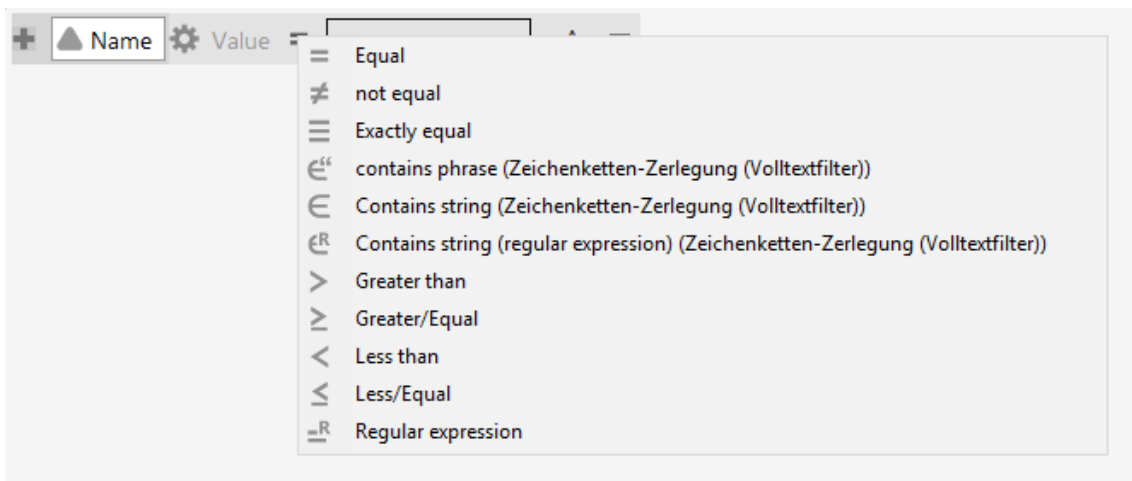 Name Value =
= Equal
≠ not equal
☰ Exactly equal
∈“ contains phrase (Zeichenketten-Zerlegung (Volltextfilter))
∈ Contains string (Zeichenketten-Zerlegung (Volltextfilter))
∈R Contains string (regular expression) (Zeichenketten-Zerlegung (Volltextfilter))
> Greater than
≥ Greater/Equal
< Less than
≤ Less/Equal
=R Regular expression